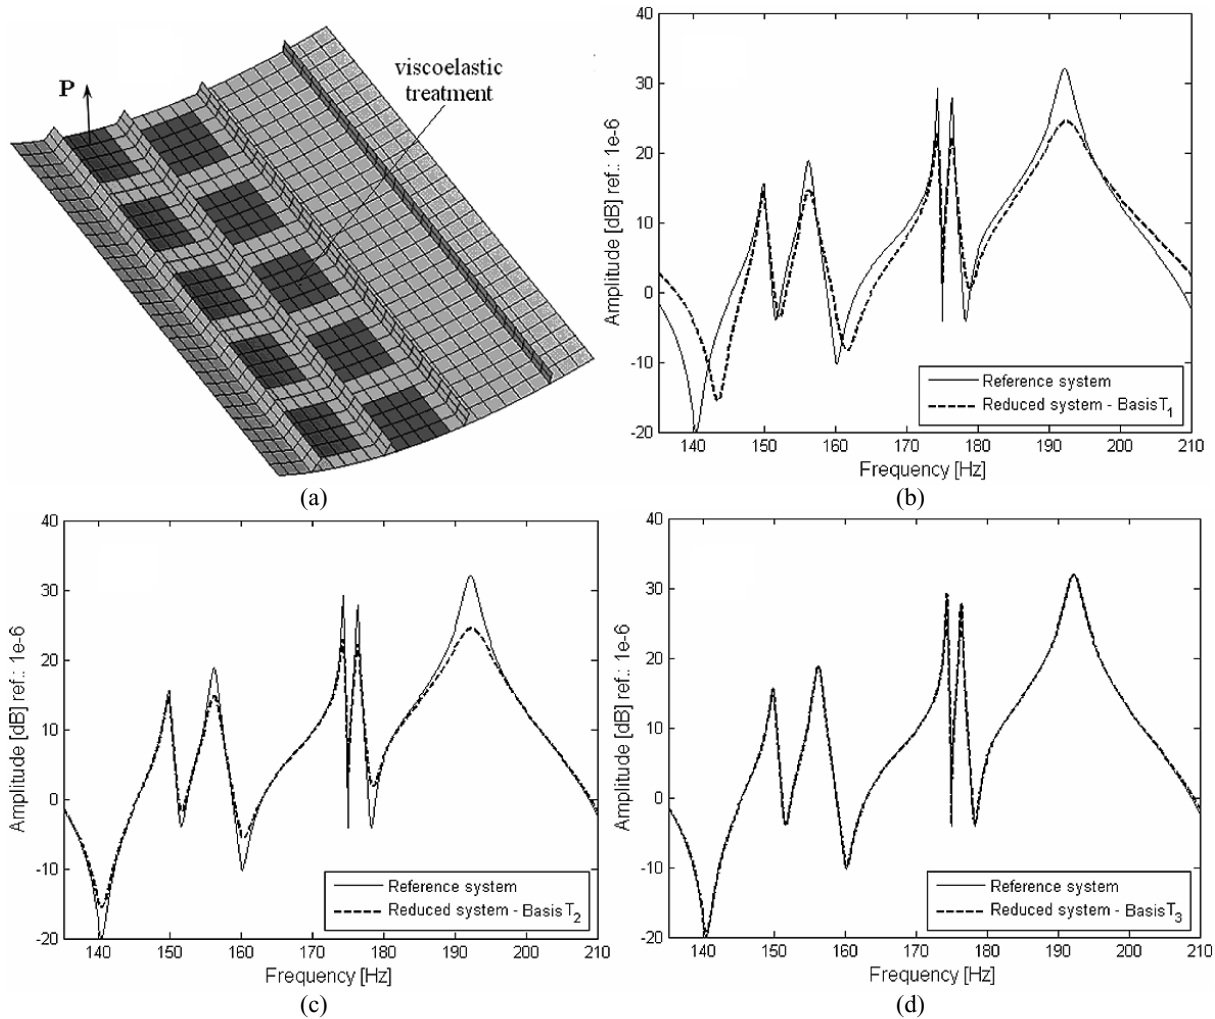 P
viscoelastic
treatment
(a)
40
30
20
10
0
-10
-20
Amplitude [dB] ref.: 1e-6
140
150
160
170
180
190
200
210
Frequency [Hz]
Reference system
Reduced system - Basis T1
(b)
40
30
20
10
0
-10
-20
Amplitude [dB] ref.: 1e-6
140
150
160
170
180
190
200
210
Frequency [Hz]
Reference system
Reduced system - Basis T2
(c)
40
30
20
10
0
-10
-20
Amplitude [dB] ref.: 1e-6
140
150
160
170
180
190
200
210
Frequency [Hz]
Reference system
Reduced system - Basis T3
(d)